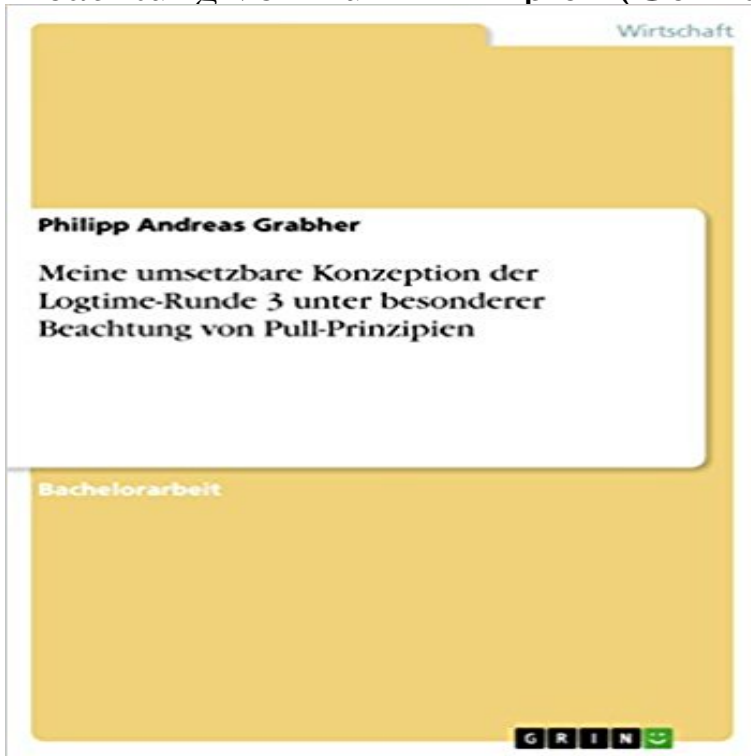 Wirtschaft
Philipp Andreas Grabher
Meine umsetzbare Konzeption der
Logtime-Runde 3 unter besonderer
Beachtung von Pull-Prinzipien
Bachelorarbeit
GRIN